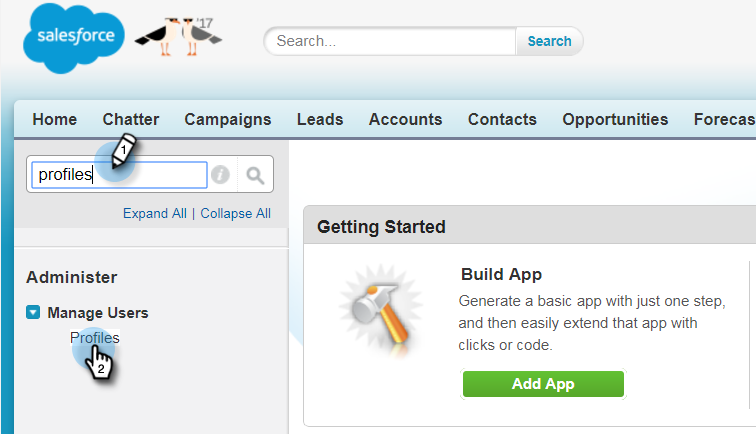 salesforce
'17
Search...
Search
Home Chatter Campaigns Leads Accounts Contacts Opportunities Forecas
1
profiles
i
Expand All | Collapse All
Administer
Manage Users
Profiles
2
Getting Started
Build App
Generate a basic app with just one step,
and then easily extend that app with
clicks or code.
Add App